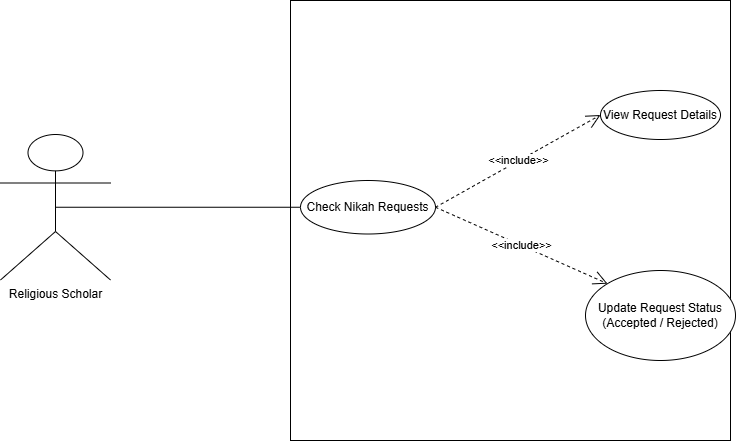 View Request Details
<<include>>
Check Nikah Requests
<<include>>
Religious Scholar
Update Request Status
(Accepted / Rejected)